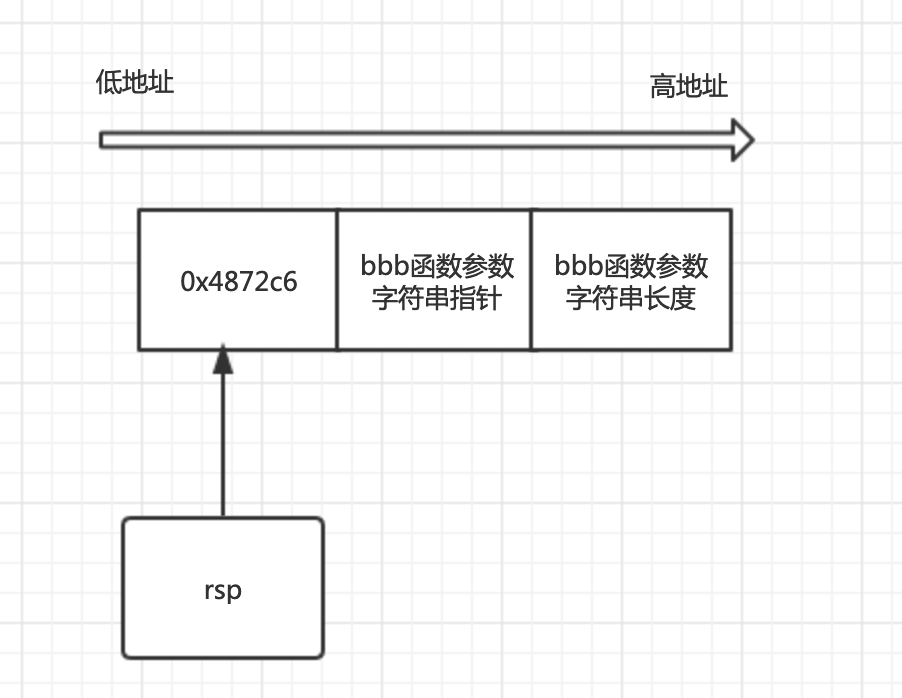 低地址
高地址
0x4872c6
bbb函数参数
字符串指针
bbb函数参数
字符串长度
rsp